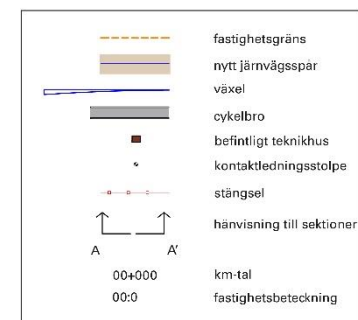 fastighetsgräns
nytt järnvägsspår
växel
cykelbro
befintligt teknikhus
kontaktledningsstolpe
stängsel
hänvisning till sektioner
A A'
00+000 km-tal
00:0 fastighetsbeteckning